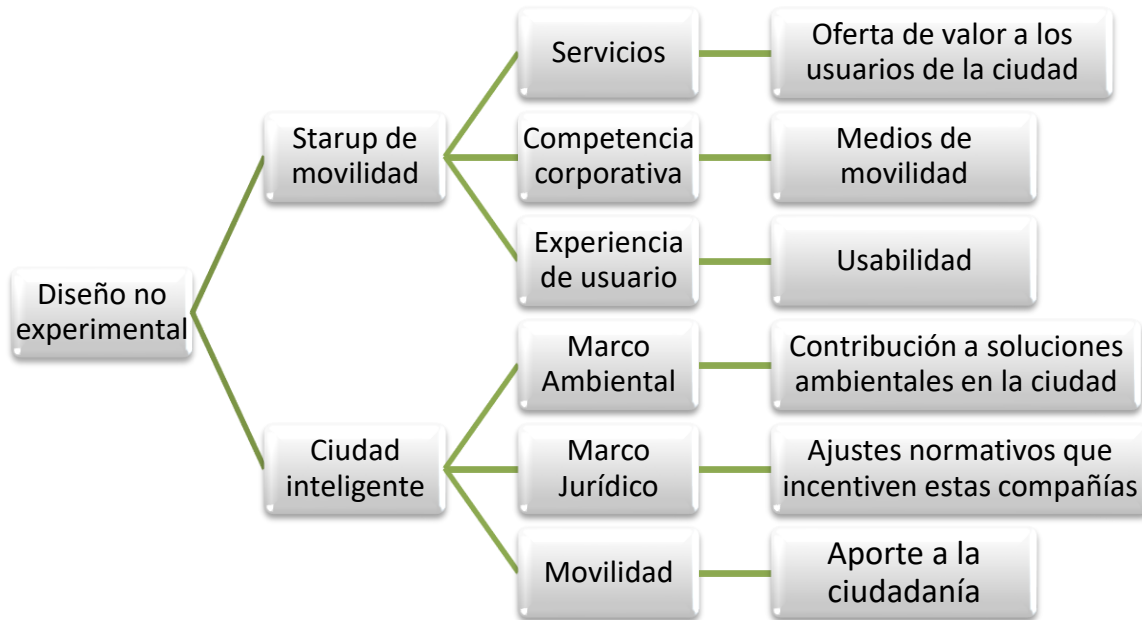 Diseño no
experimental
Starup de
movilidad
Servicios
Oferta de valor a los
usuarios de la ciudad
Competencia
corporativa
Medios de
movilidad
Experiencia
de usuario
Usabilidad
Ciudad
inteligente
Marco
Ambiental
Contribución a soluciones
ambientales en la ciudad
Marco
Jurídico
Ajustes normativos que
incentiven estas compañías
Movilidad
Aporte a la
ciudadanía